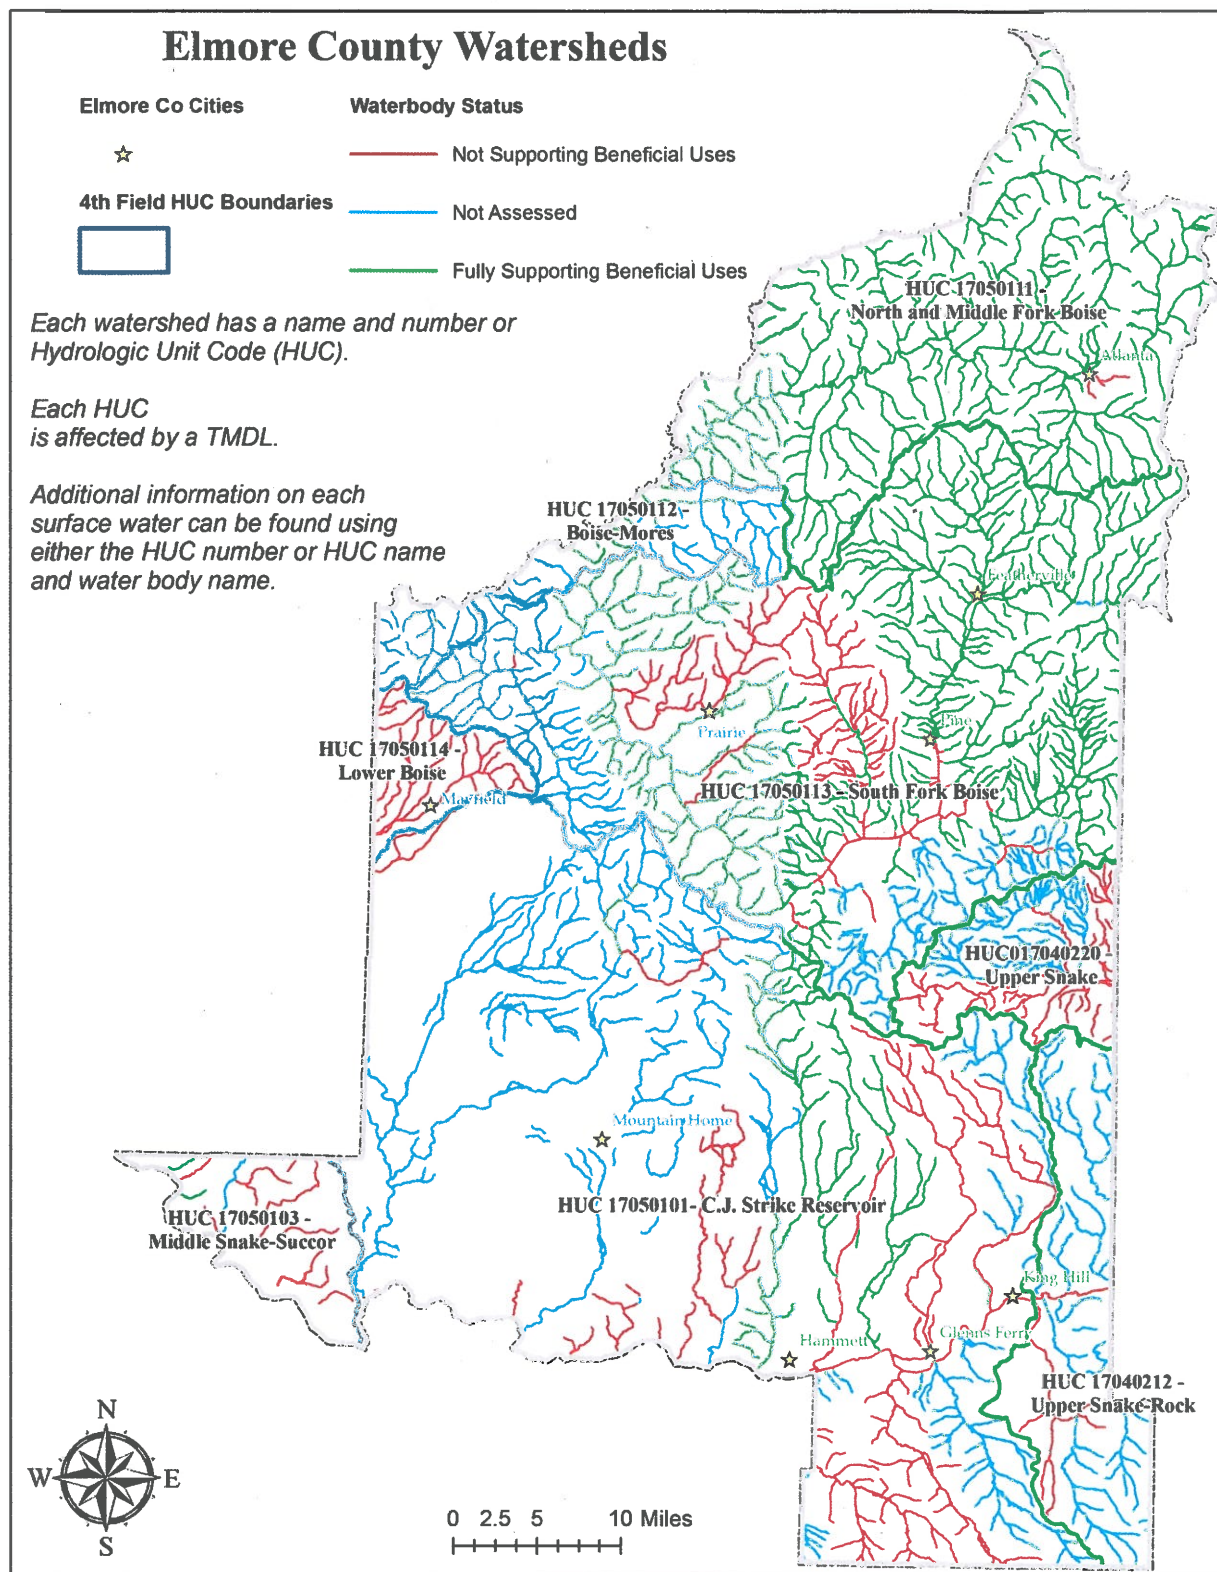 Elmore County Watersheds
Elmore Co Cities
Waterbody Status
Not Supporting Beneficial Uses
4th Field HUC Boundaries
Not Assessed
Fully Supporting Beneficial Uses
Each watershed has a name and number or
Hydrologic Unit Code (HUC).
Each HUC
is affected by a TMDL.
Additional information on each
surface water can be found using
either the HUC number or HUC name
and water body name.
HUC 17050111 -
North and Middle Fork Boise
Atlanta
HUC 17050112 -
Boise-Mores
Featherville
Prairie
Pine
HUC 17050114 -
Lower Boise
Mayfield
HUC 17050113 - South Fork Boise
HUC017040220 -
Upper Snake
Mountain Home
HUC 17050101- C.J. Strike Reservoir
HUC 17050103 -
Middle Snake-Succor
King Hill
Glenns Ferry
Hammett
HUC 17040212 -
Upper Snake-Rock
N
W
E
S
0 2.5 5 10 Miles